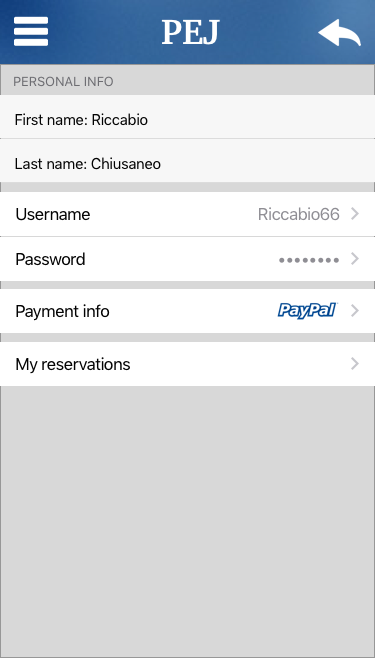 PEJ
PERSONAL INFO
First name: Riccabio
Last name: Chiusaneo
Username Riccabio66
Password ••••••••
Payment info PayPal
My reservations